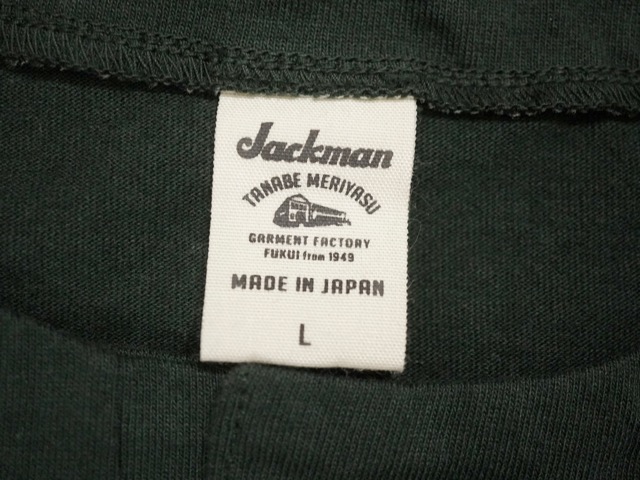 Jackman
TANABE MERIYASU
GARMENT FACTORY
FUKUI from 1949
MADE IN JAPAN
L